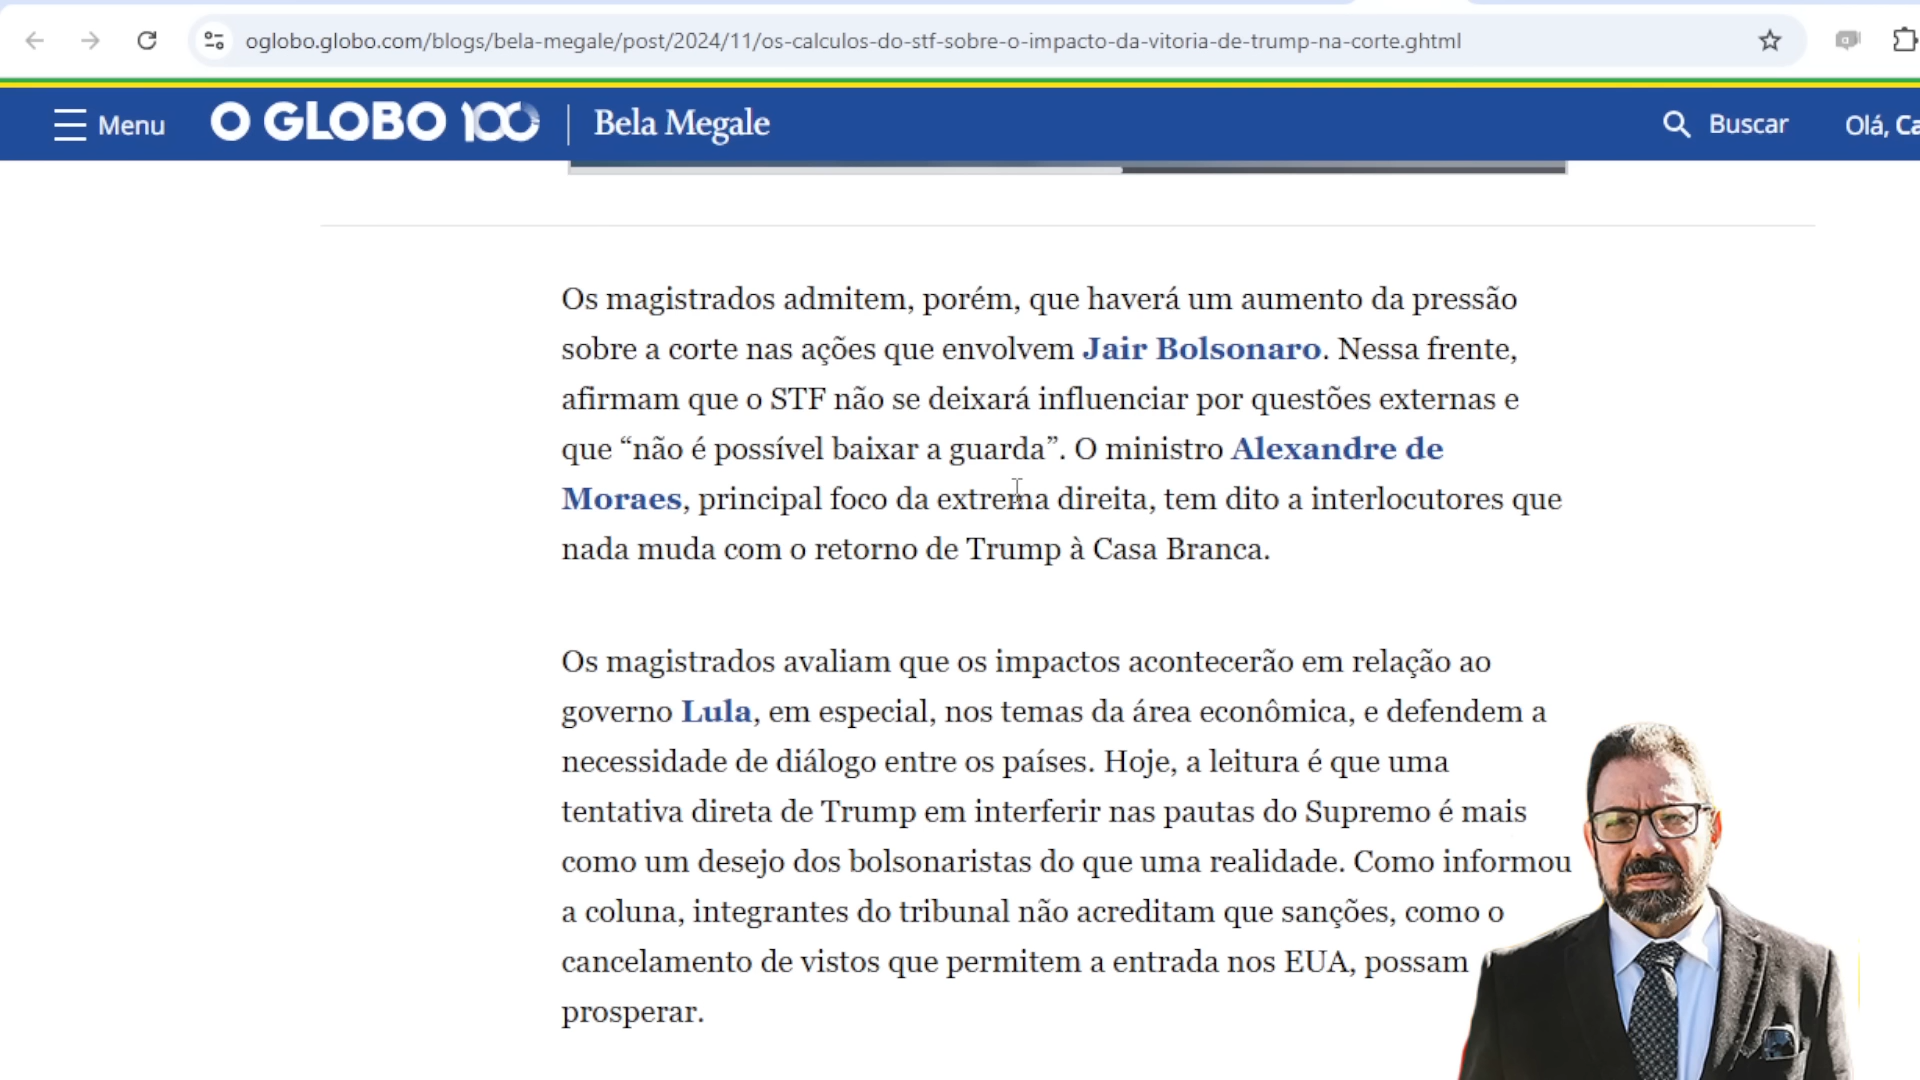 oglobo.globo.com/blogs/bela-megale/post/2024/11/os-calculos-do-stf-sobre-o-impacto-da-vitoria-de-trump-na-corte.ghtml
Menu
O GLOBO 100
Bela Megale
Buscar
Olá, Ca
Os magistrados admitem, porém, que haverá um aumento da pressão
sobre a corte nas ações que envolvem Jair Bolsonaro. Nessa frente,
afirmam que o STF não se deixará influenciar por questões externas e
que “não é possível baixar a guarda”. O ministro Alexandre de
Moraes, principal foco da extrema direita, tem dito a interlocutores que
nada muda com o retorno de Trump à Casa Branca.
Os magistrados avaliam que os impactos acontecerão em relação ao
governo Lula, em especial, nos temas da área econômica, e defendem a
necessidade de diálogo entre os países. Hoje, a leitura é que uma
tentativa direta de Trump em interferir nas pautas do Supremo é mais
como um desejo dos bolsonaristas do que uma realidade. Como informou
a coluna, integrantes do tribunal não acreditam que sanções, como o
cancelamento de vistos que permitem a entrada nos EUA, possam
prosperar.